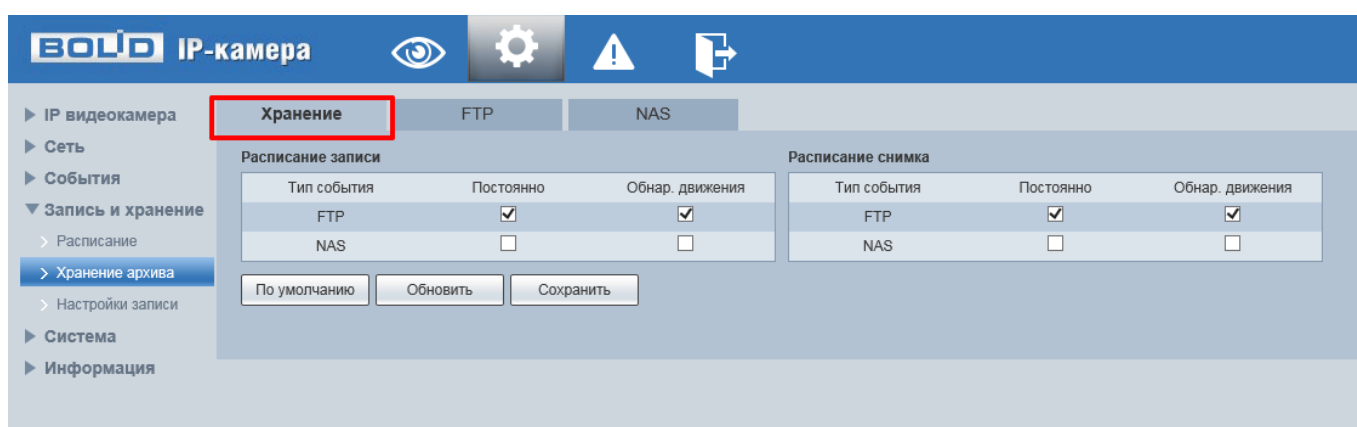 BOLID IP-камера
IP видеокамера
Сеть
События
Запись и хранение
Расписание
Хранение архива
Настройки записи
Система
Информация
Хранение FTP NAS
Расписание записи
Тип события Постоянно Обнар. движения
FTP
NAS
По умолчанию Обновить Сохранить
Расписание снимка
Тип события Постоянно Обнар. движения
FTP
NAS